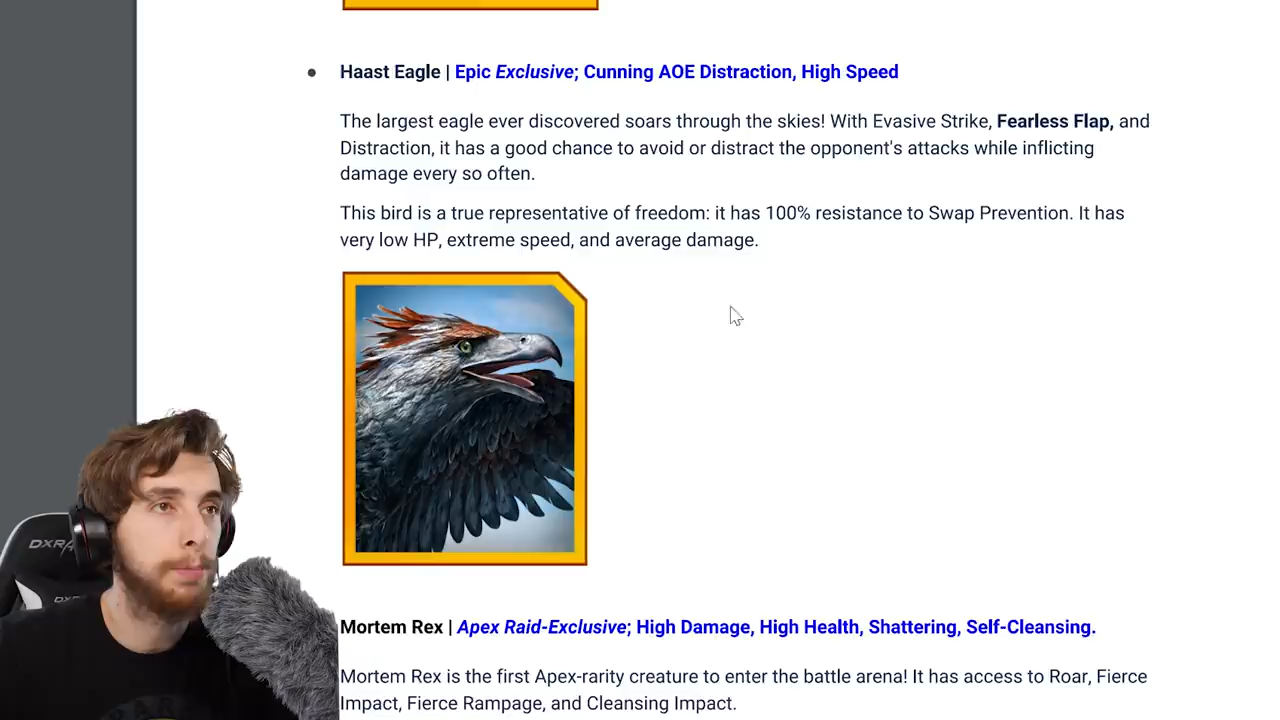 Haast Eagle | Epic Exclusive; Cunning AOE Distraction, High Speed
The largest eagle ever discovered soars through the skies! With Evasive Strike, Fearless Flap, and
Distraction, it has a good chance to avoid or distract the opponent's attacks while inflicting
damage every so often.
This bird is a true representative of freedom: it has 100% resistance to Swap Prevention. It has
very low HP, extreme speed, and average damage.
Mortem Rex | Apex Raid-Exclusive; High Damage, High Health, Shattering, Self-Cleansing.
Mortem Rex is the first Apex-rarity creature to enter the battle arena! It has access to Roar, Fierce
Impact, Fierce Rampage, and Cleansing Impact.